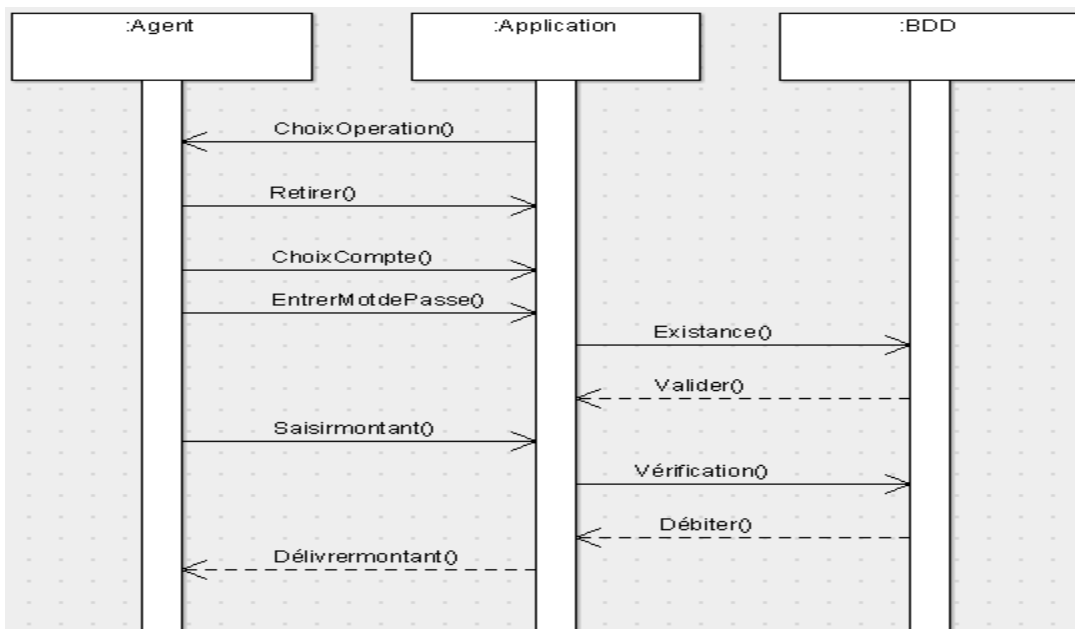 :Agent
:Application
:BDD
ChoixOperation()
Retirer()
ChoixCompte()
EntrerMotdePasse()
Existance()
Valider()
Saisirmontant()
Vérification()
Débiter()
Délivrermontant()